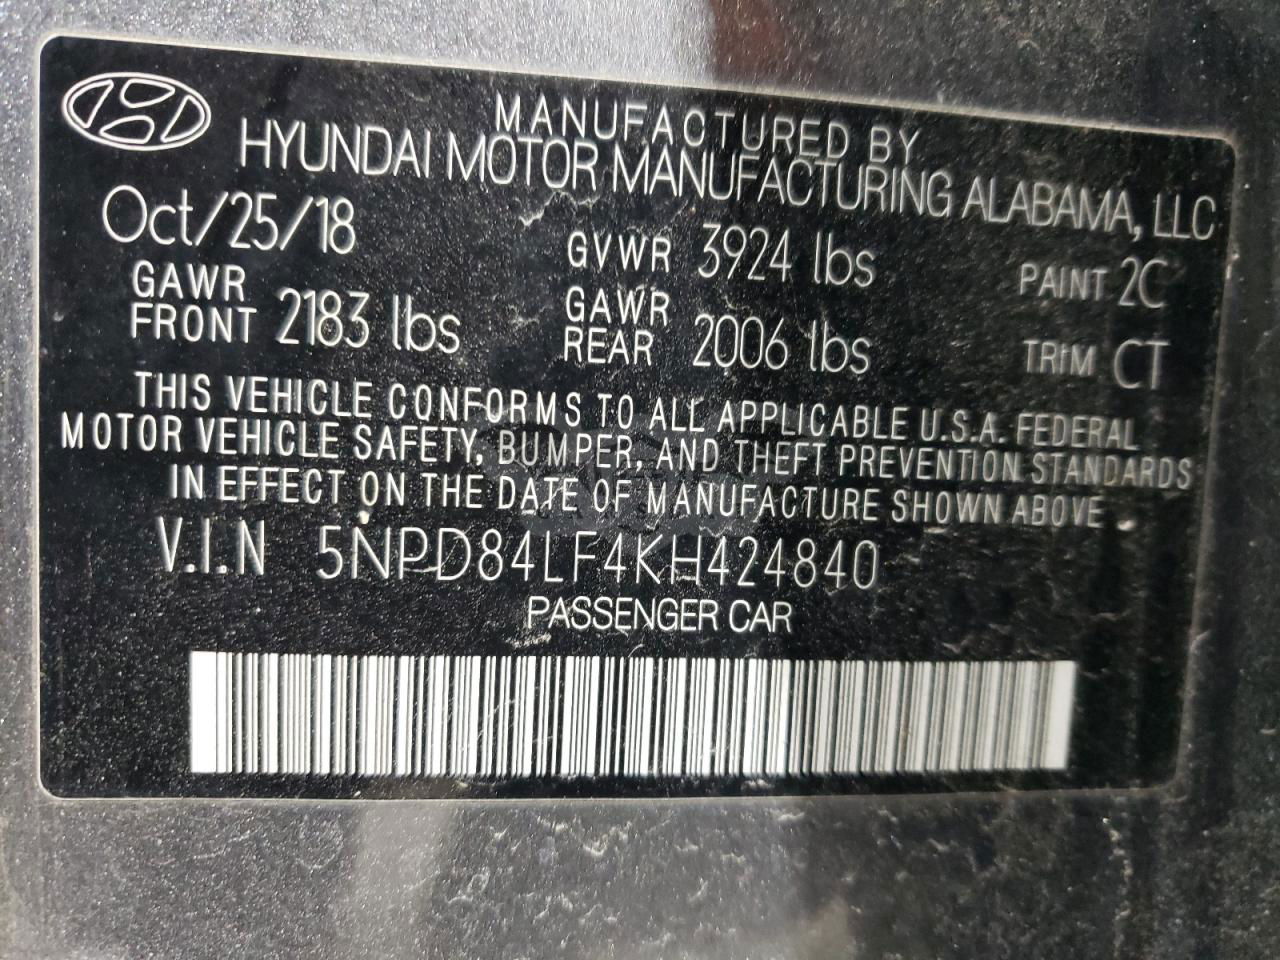 MANUFACTURED BY
HYUNDAI MOTOR MANUFACTURING ALABAMA, LLC
Oct/25/18
GVWR 3924 lbs
PAINT 2C
GAWR FRONT 2183 lbs
GAWR REAR 2006 lbs
TRIM CT
THIS VEHICLE CONFORMS TO ALL APPLICABLE U.S.A. FEDERAL
MOTOR VEHICLE SAFETY, BUMPER, AND THEFT PREVENTION STANDARDS
IN EFFECT ON THE DATE OF MANUFACTURE SHOWN ABOVE
V.I.N 5NPD84LF4KH424840
PASSENGER CAR